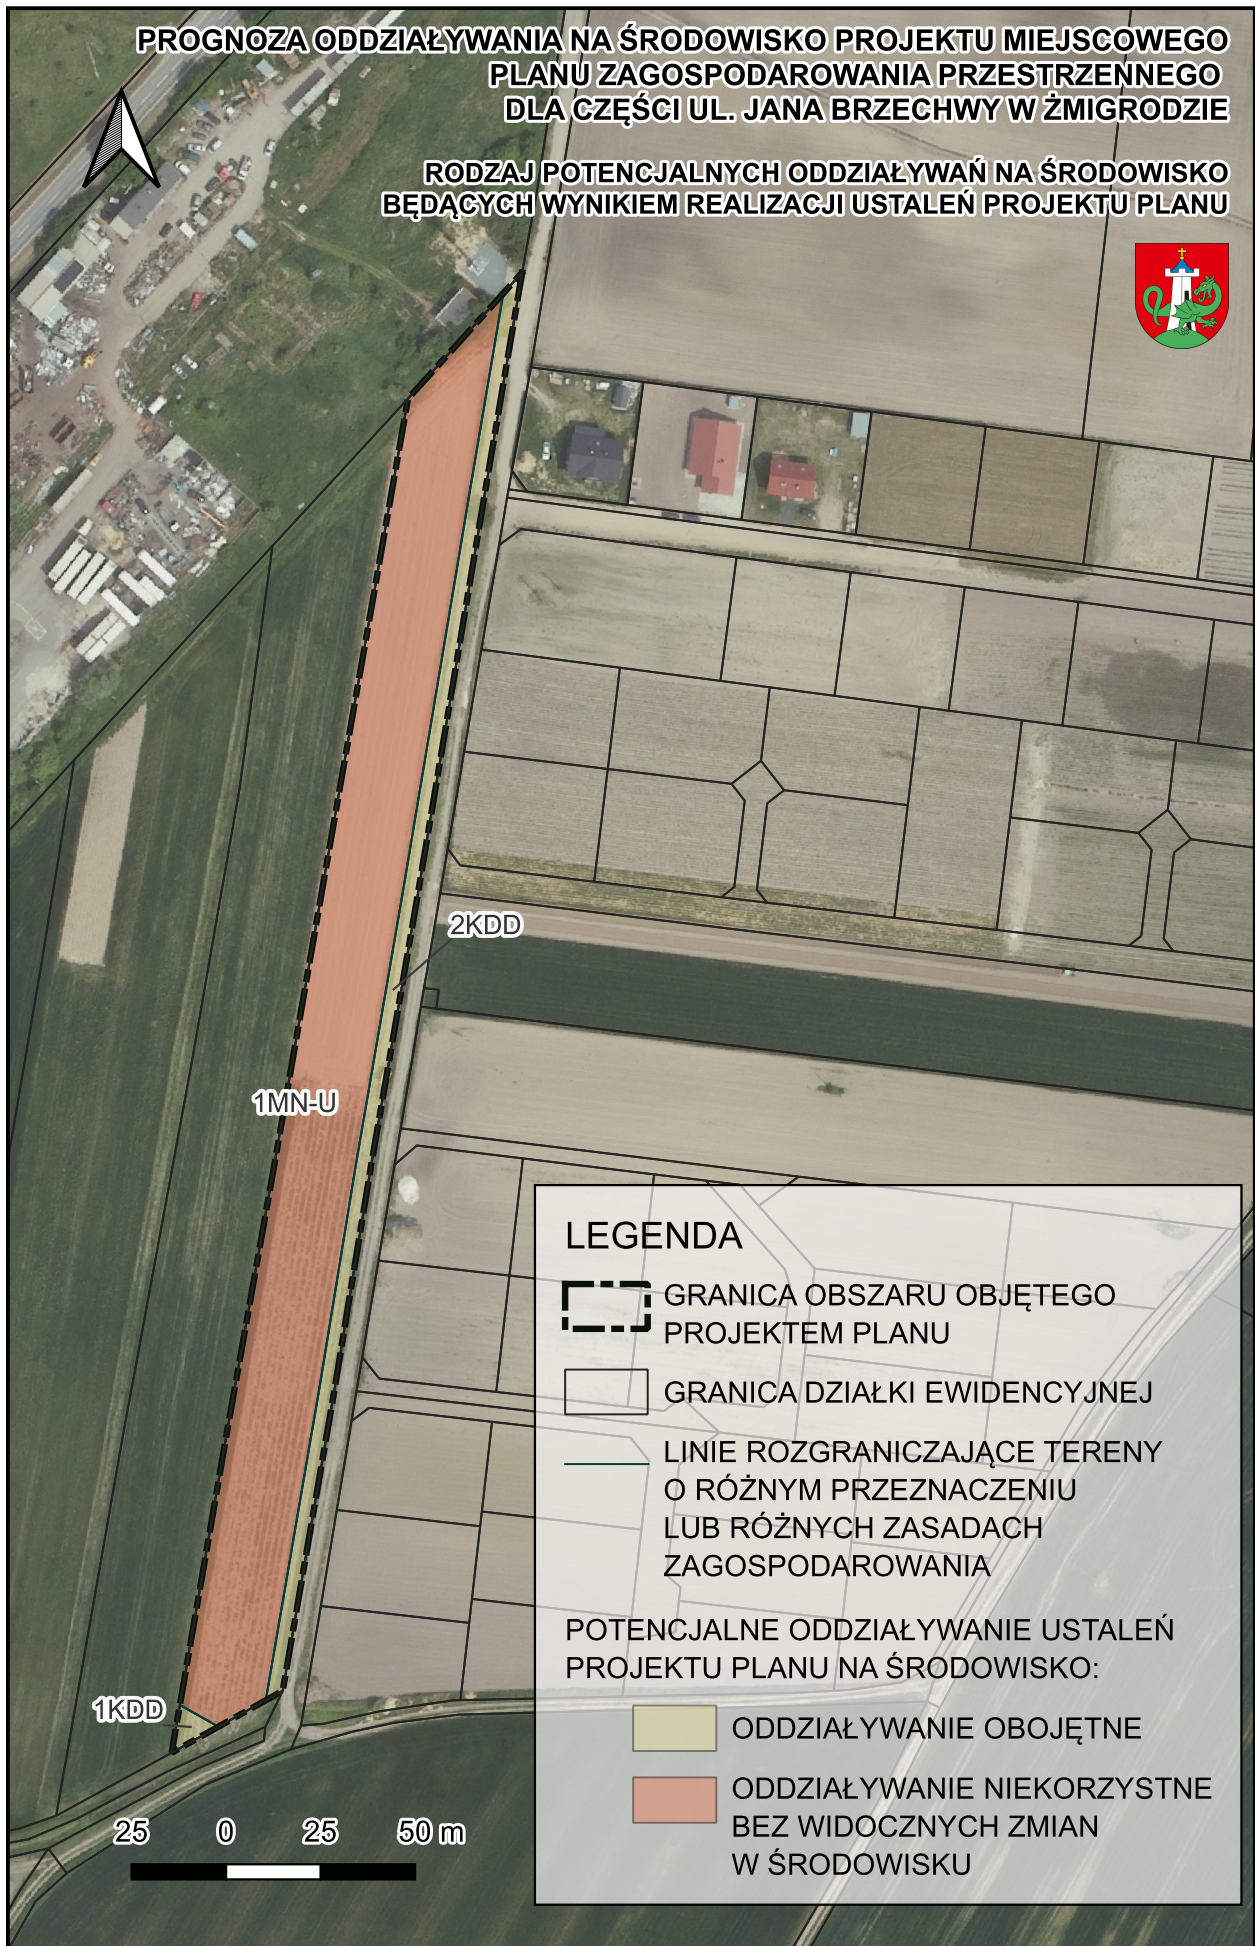 PROGNOZA ODDZIAŁYWANIA NA ŚRODOWISKO PROJEKTU MIEJSCOWEGO
PLANU ZAGOSPODAROWANIA PRZESTRZENNEGO
DLA CZĘŚCI UL. JANA BRZECHWY W ŻMIGRODZIE
RODZAJ POTENCJALNYCH ODDZIAŁYWAŃ NA ŚRODOWISKO
BĘDĄCYCH WYNIKIEM REALIZACJI USTALEŃ PROJEKTU PLANU
2KDD
1MN-U
1KDD
LEGENDA
GRANICA OBSZARU OBJĘTEGO
PROJEKTEM PLANU
GRANICA DZIAŁKI EWIDENCYJNEJ
LINIE ROZGRANICZAJĄCE TERENY
O RÓŻNYM PRZEZNACZENIU
LUB RÓŻNYCH ZASADACH
ZAGOSPODAROWANIA
POTENCJALNE ODDZIAŁYWANIE USTALEŃ
PROJEKTU PLANU NA ŚRODOWISKO:
ODDZIAŁYWANIE OBOJĘTNE
ODDZIAŁYWANIE NIEKORZYSTNE
BEZ WIDOCZNYCH ZMIAN
W ŚRODOWISKU
25 0 25 50 m